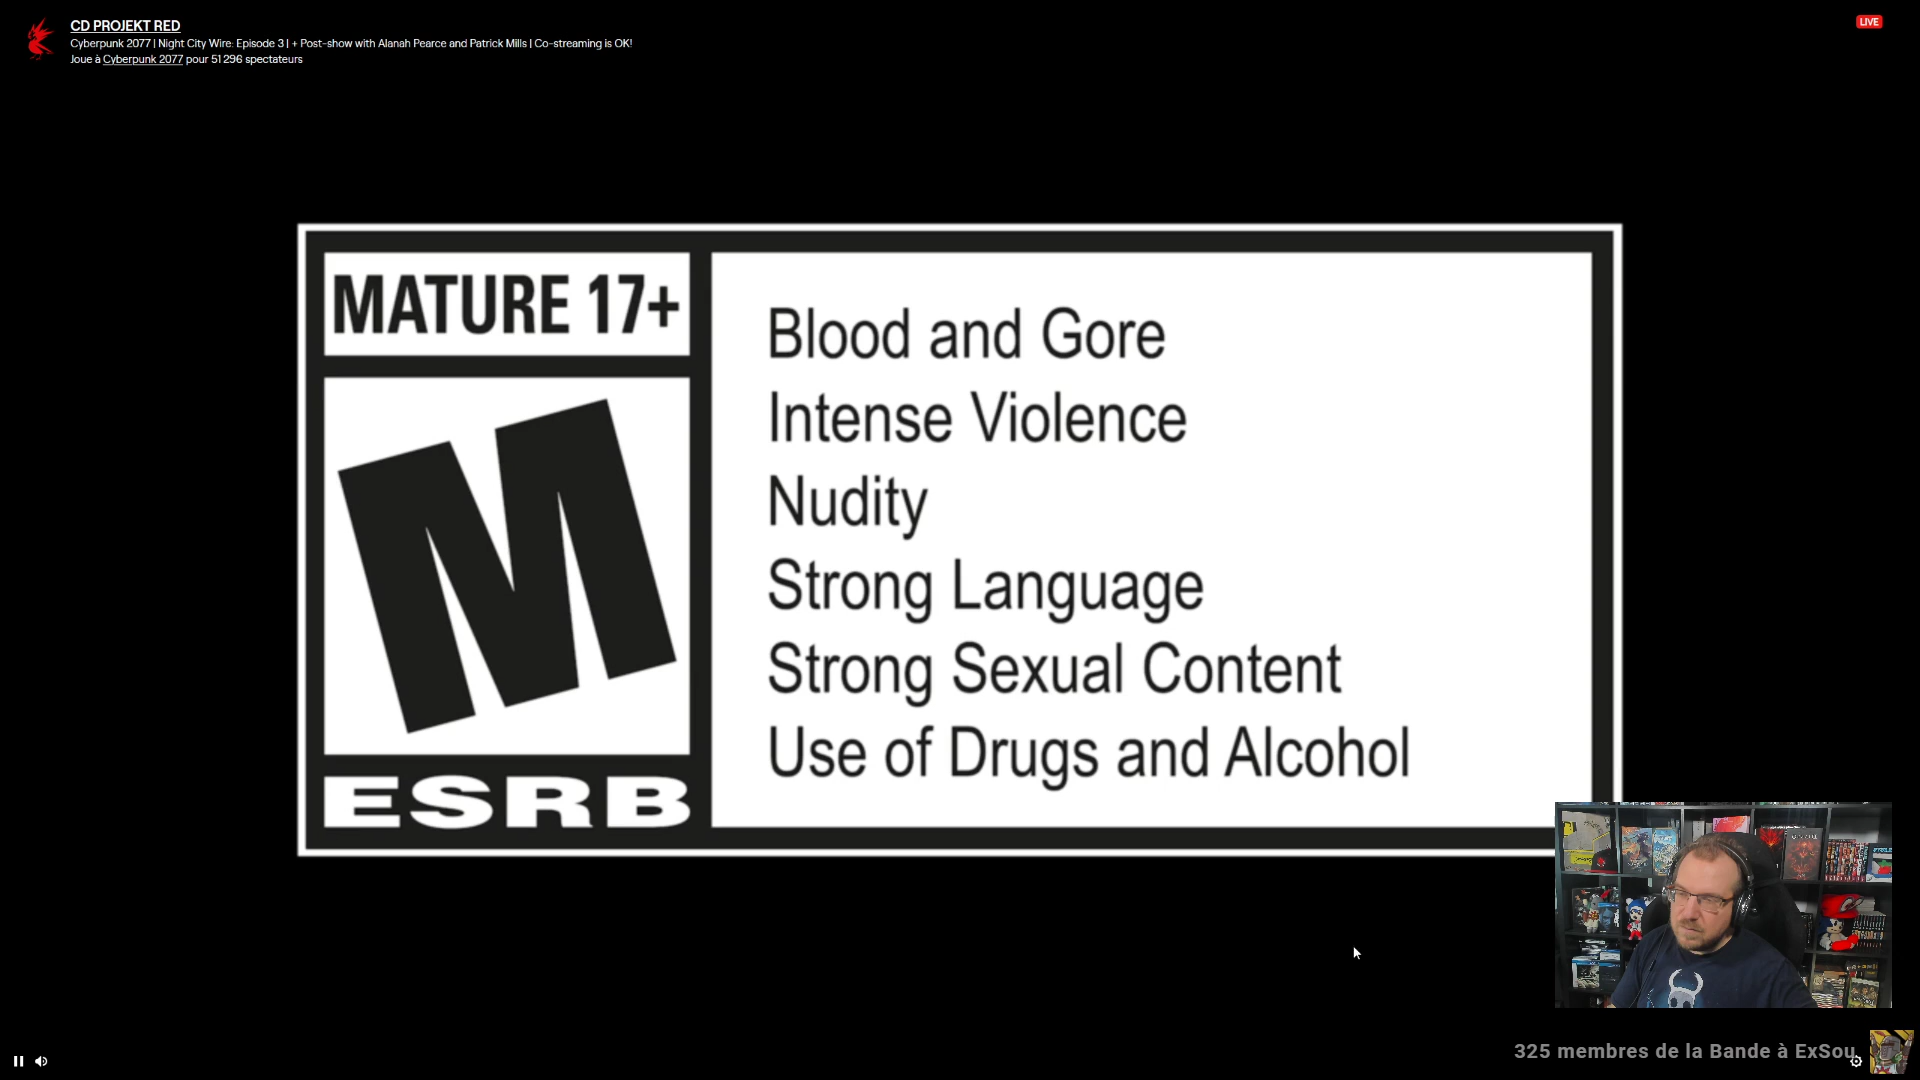 CD PROJEKT RED
LIVE
Cyberpunk 2077 | Night City Wire: Episode 3 | + Post-show with Alanah Pearce and Patrick Mills | Co-streaming is OK!
Joue à Cyberpunk 2077 pour 51 296 spectateurs
MATURE 17+
M
ESRB
Blood and Gore
Intense Violence
Nudity
Strong Language
Strong Sexual Content
Use of Drugs and Alcohol
325 membres de la Bande à ExSou